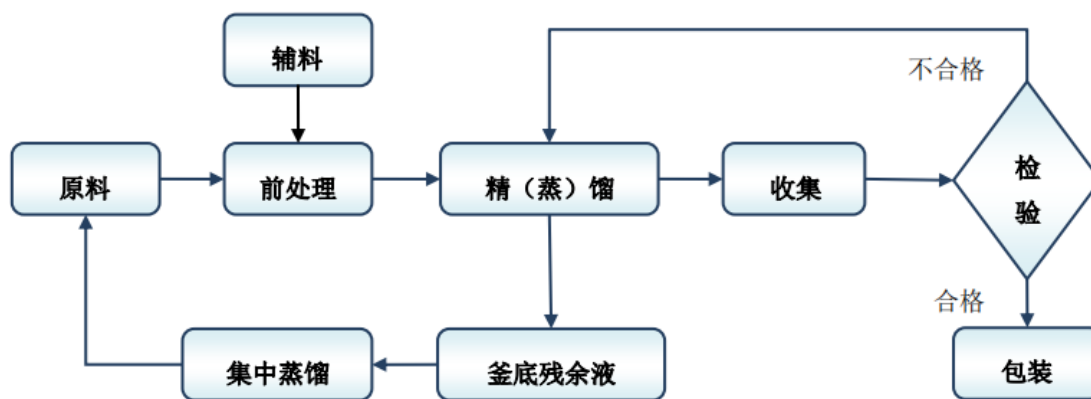 辅料
不合格
原料
前处理
精（蒸）馏
收集
检
验
合格
集中蒸馏
釜底残余液
包装